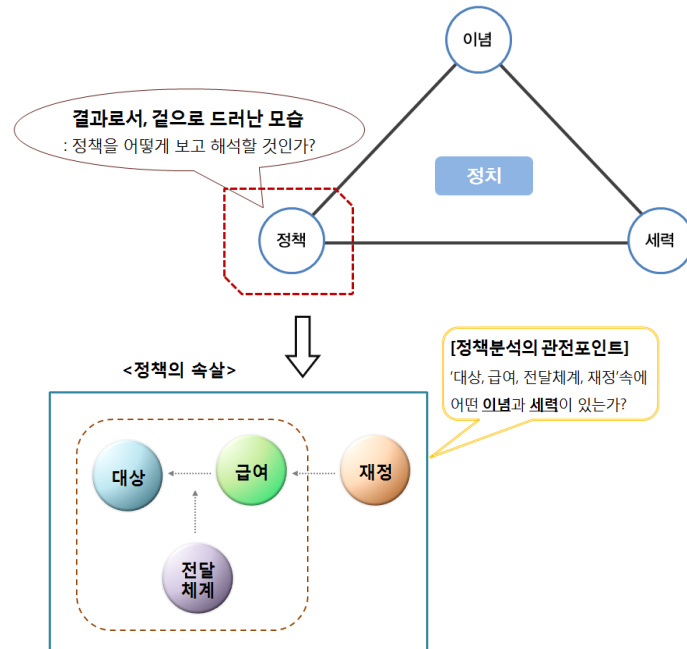 이념
결과로서, 겉으로 드러난 모습
: 정책을 어떻게 보고 해석할 것인가?
정치
정책
세력
[정책분석의 관전포인트]
'대상, 급여, 전달체계, 재정'속에
어떤 이념과 세력이 있는가?
<정책의 속살>
대상
급여
재정
전달
체계